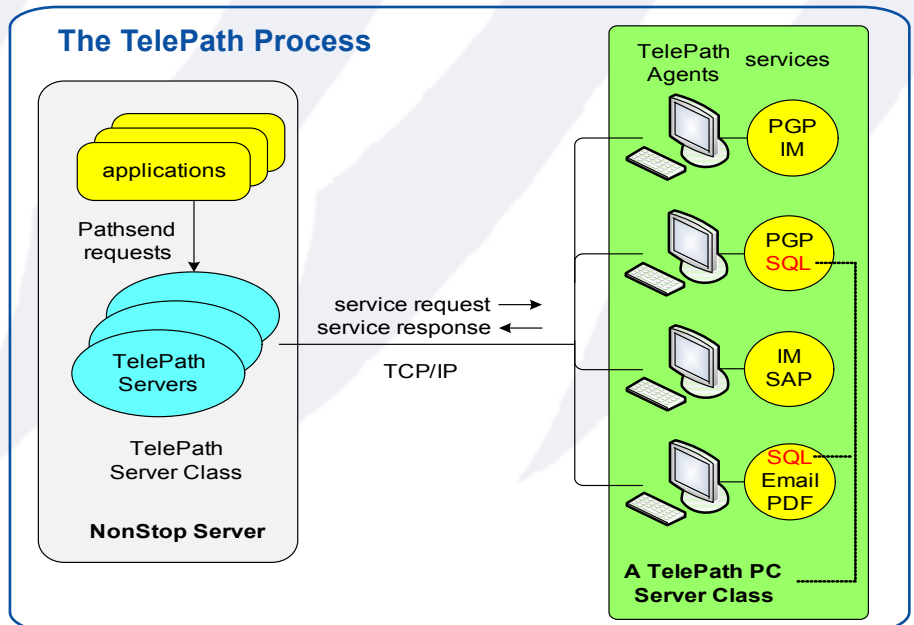 The TelePath Process
applications
Pathsend
requests
TelePath
Servers
TelePath
Server Class
NonStop Server
service request
service response
TCP/IP
TelePath
Agents
services
PGP
IM
PGP
SQL
IM
SAP
SQL
Email
PDF
A TelePath PC
Server Class